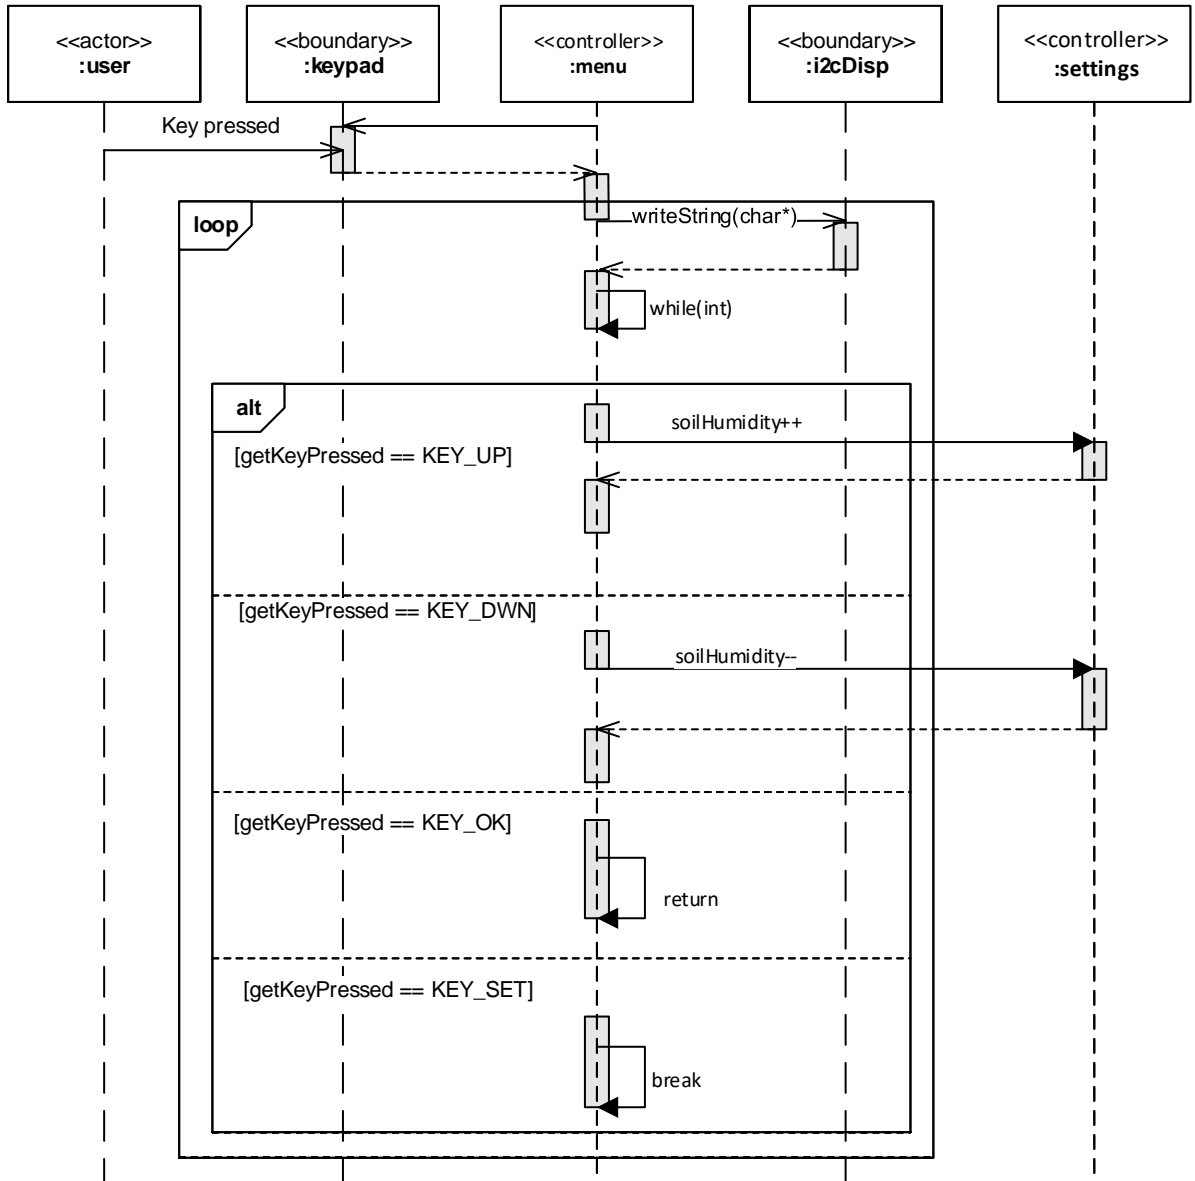 <<actor>>
:user
<<boundary>>
:keypad
<<controller>>
:menu
<<boundary>>
:i2cDisp
<<controller>>
:settings
Key pressed
loop
writeString(char*)
while(int)
alt
soilHumidity++
[getKeyPressed == KEY_UP]
[getKeyPressed == KEY_DWN]
soilHumidity--
[getKeyPressed == KEY_OK]
return
[getKeyPressed == KEY_SET]
break